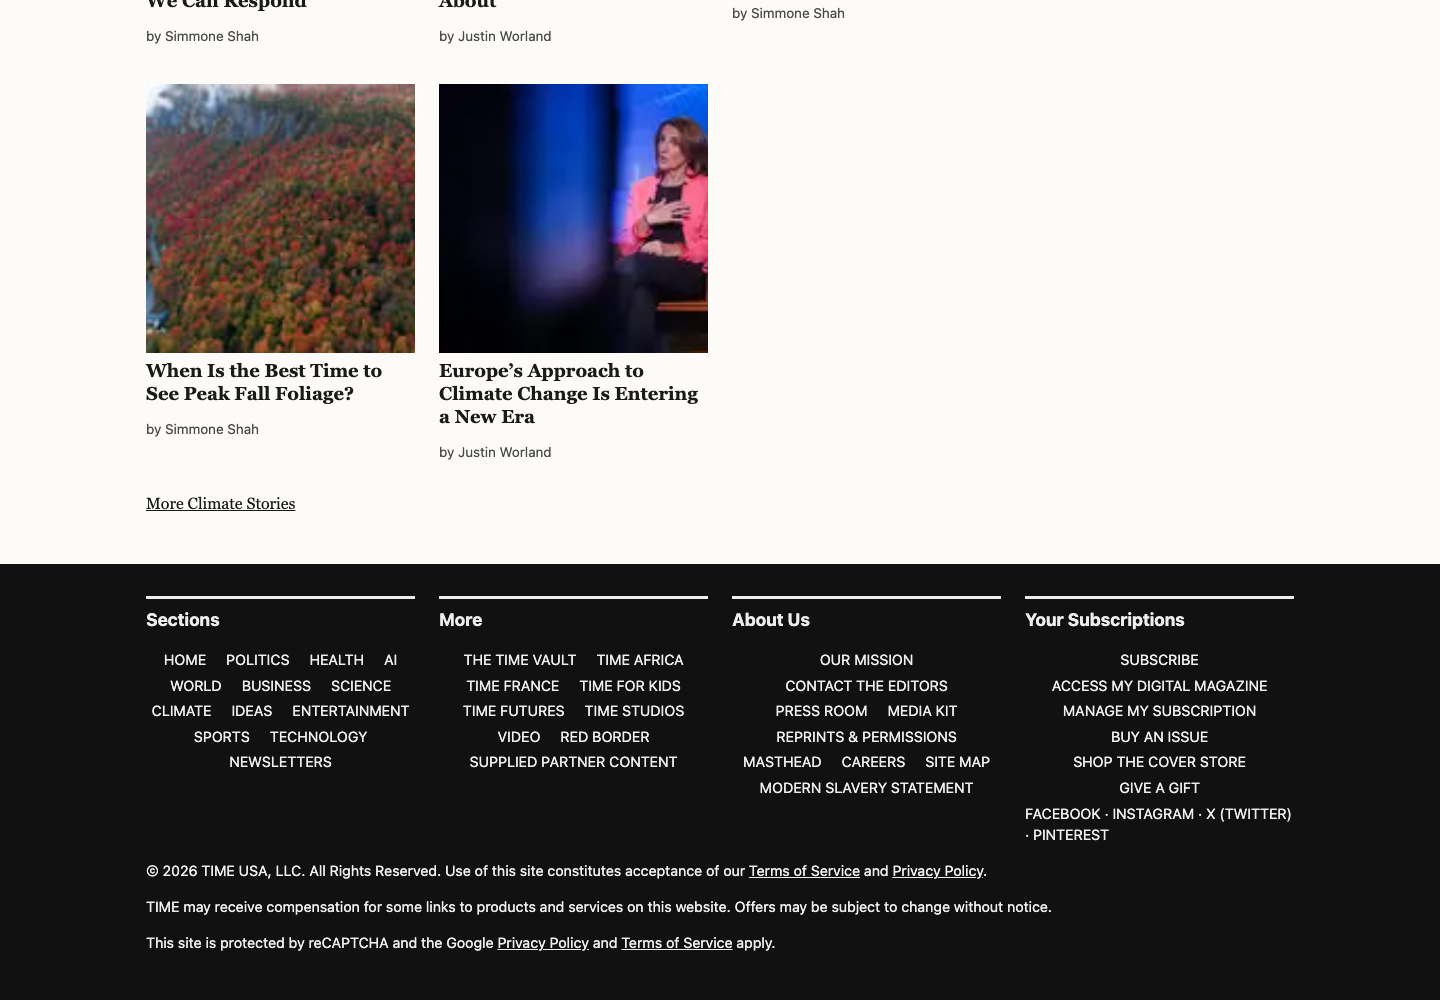 We Can Respond
by Simmone Shah
About
by Justin Worland
by Simmone Shah
When Is the Best Time to
See Peak Fall Foliage?
by Simmone Shah
Europe’s Approach to
Climate Change Is Entering
a New Era
by Justin Worland
More Climate Stories
Sections
HOME POLITICS HEALTH AI
WORLD BUSINESS SCIENCE
CLIMATE IDEAS ENTERTAINMENT
SPORTS TECHNOLOGY
NEWSLETTERS
More
THE TIME VAULT TIME AFRICA
TIME FRANCE TIME FOR KIDS
TIME FUTURES TIME STUDIOS
VIDEO RED BORDER
SUPPLIED PARTNER CONTENT
About Us
OUR MISSION
CONTACT THE EDITORS
PRESS ROOM MEDIA KIT
REPRINTS & PERMISSIONS
MASTHEAD CAREERS SITE MAP
MODERN SLAVERY STATEMENT
Your Subscriptions
SUBSCRIBE
ACCESS MY DIGITAL MAGAZINE
MANAGE MY SUBSCRIPTION
BUY AN ISSUE
SHOP THE COVER STORE
GIVE A GIFT
FACEBOOK · INSTAGRAM · X (TWITTER)
· PINTEREST
© 2026 TIME USA, LLC. All Rights Reserved. Use of this site constitutes acceptance of our Terms of Service and Privacy Policy.
TIME may receive compensation for some links to products and services on this website. Offers may be subject to change without notice.
This site is protected by reCAPTCHA and the Google Privacy Policy and Terms of Service apply.